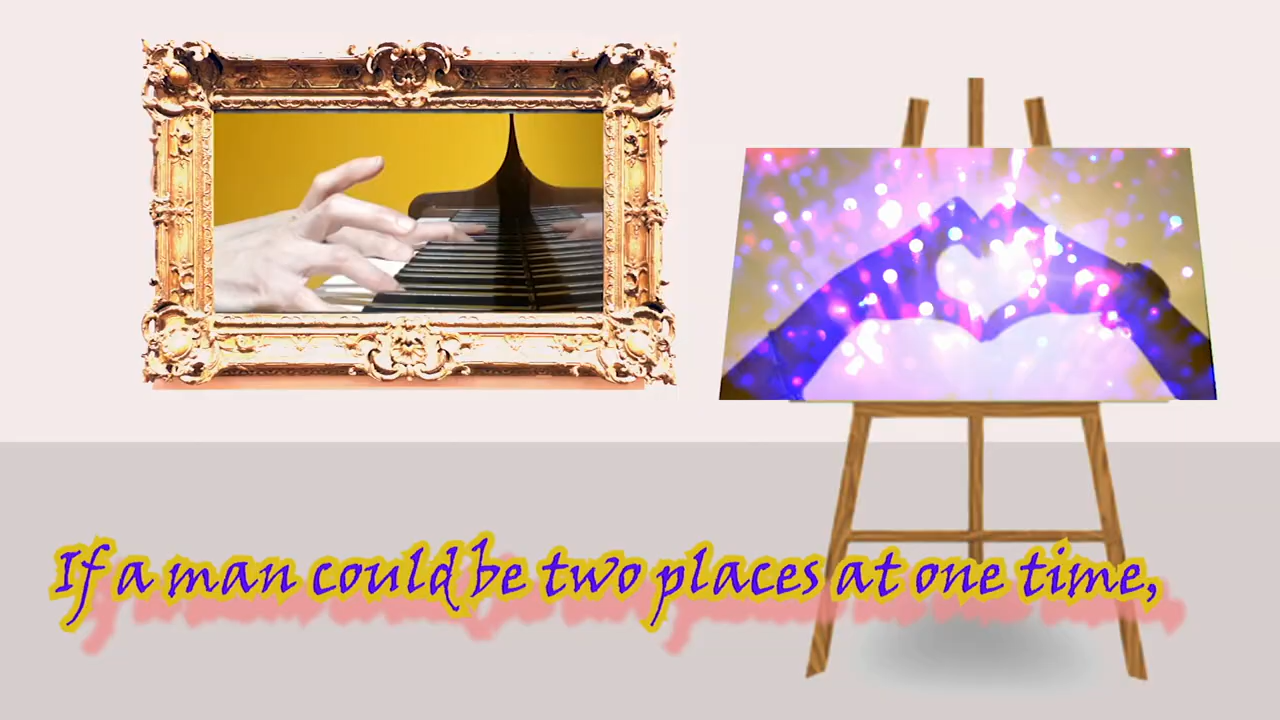 If a man could be two places at one time,